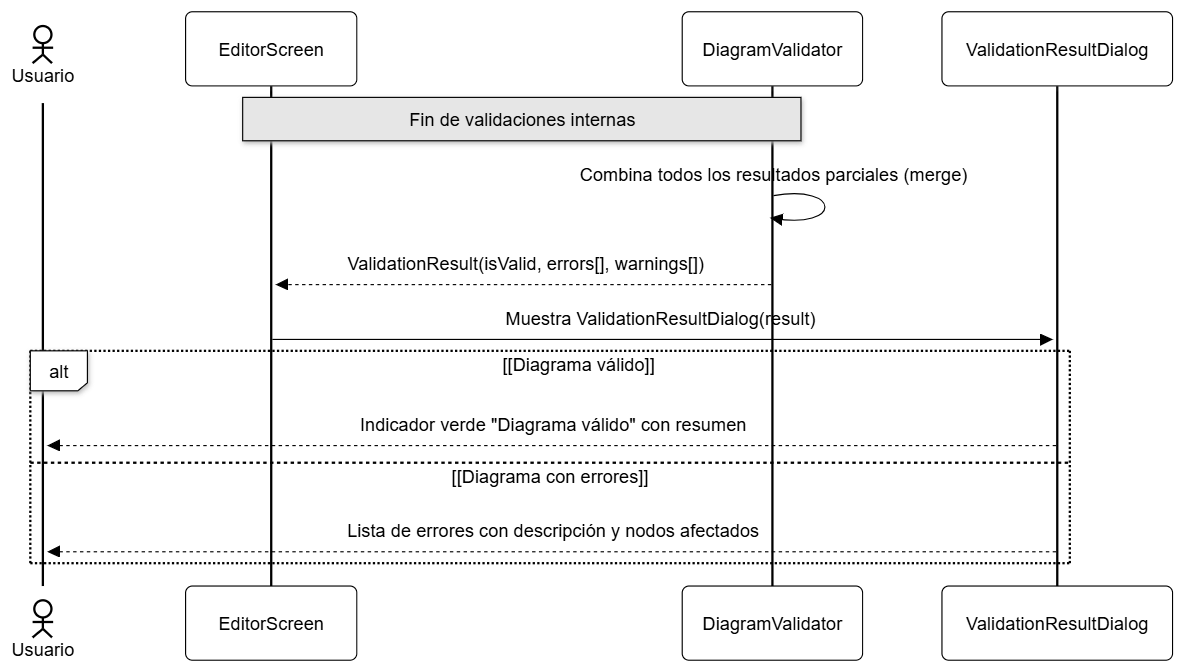 Usuario
EditorScreen
DiagramValidator
ValidationResultDialog
Fin de validaciones internas
Combina todos los resultados parciales (merge)
ValidationResult(isValid, errors[], warnings[])
Muestra ValidationResultDialog(result)
alt
[[Diagrama válido]]
Indicador verde "Diagrama válido" con resumen
[[Diagrama con errores]]
Lista de errores con descripción y nodos afectados
Usuario
EditorScreen
DiagramValidator
ValidationResultDialog